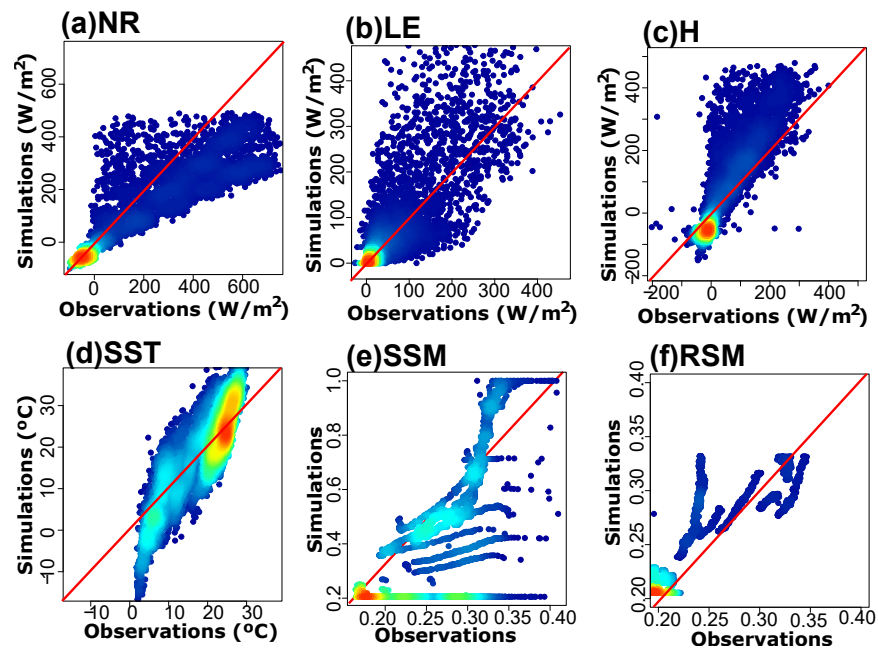 (a)NR
Simulations (W/m²)
600
400
200
0
0 200 400 600
Observations (W/m²)
(b)LE
Simulations (W/m²)
400
300
200
100
0
0 100 200 300 400
Observations (W/m²)
(c)H
Simulations (W/m²)
400
200
0
−200
−200 0 200 400
Observations (W/m²)
(d)SST
Simulations (ºC)
30
20
10
0
−40
−10 0 10 20 30
Observations (ºC)
(e)SSM
Simulations
1.0
0.8
0.6
0.4
0.2
0.20 0.25 0.30 0.35 0.40
Observations
(f)RSM
Simulations
0.40
0.35
0.30
0.25
0.20
0.20 0.25 0.30 0.35 0.40
Observations